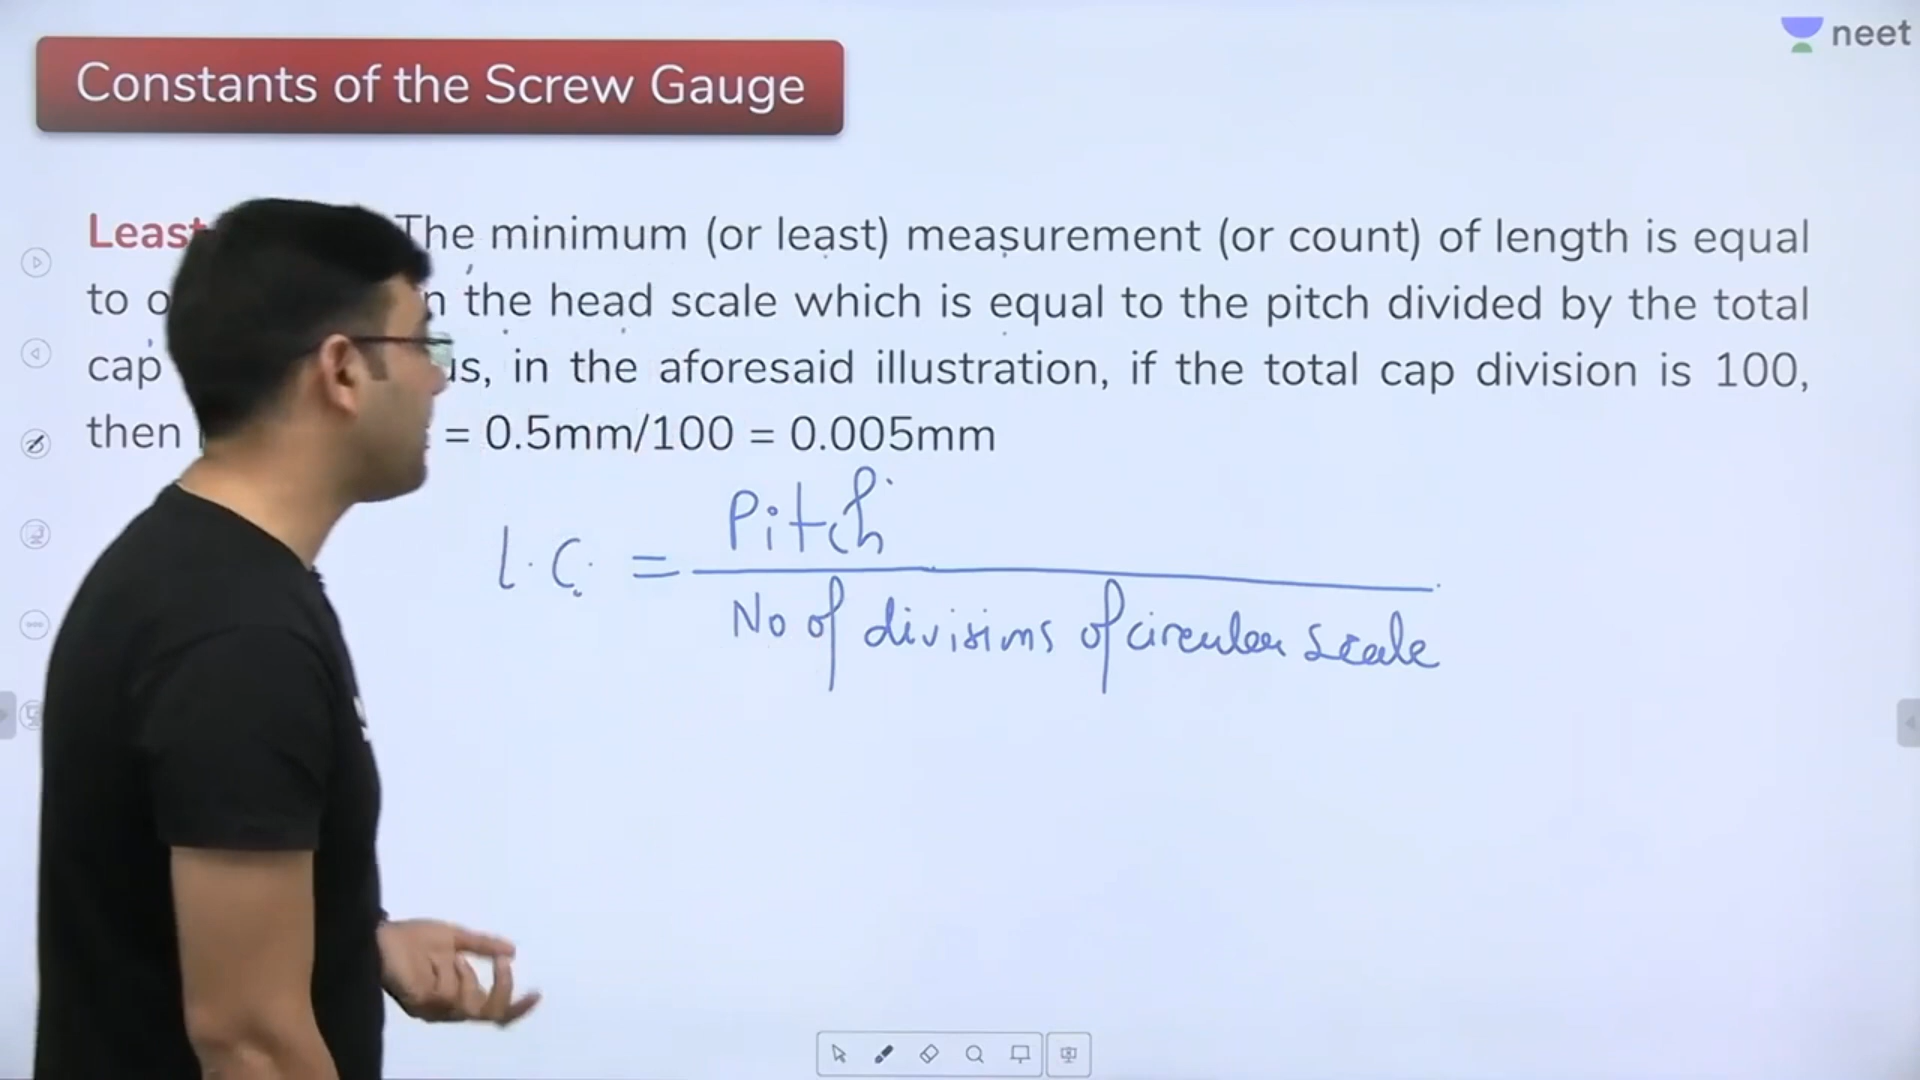 neet
Constants of the Screw Gauge
Least The minimum (or least) measurement (or count) of length is equal
to the head scale which is equal to the pitch divided by the total
cap in the aforesaid illustration, if the total cap division is 100,
then = 0.5mm/100 = 0.005mm
L.C. = Pitch
No of divisions of circular scale